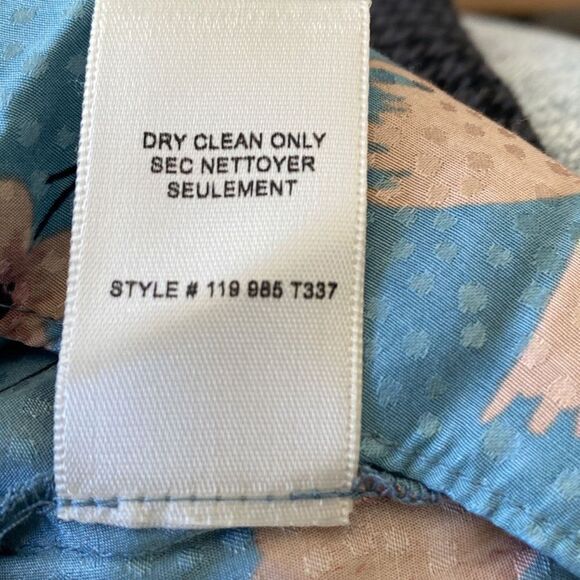 DRY CLEAN ONLY
SEC NETTOYER
SEULEMENT
STYLE # 119 985 T337